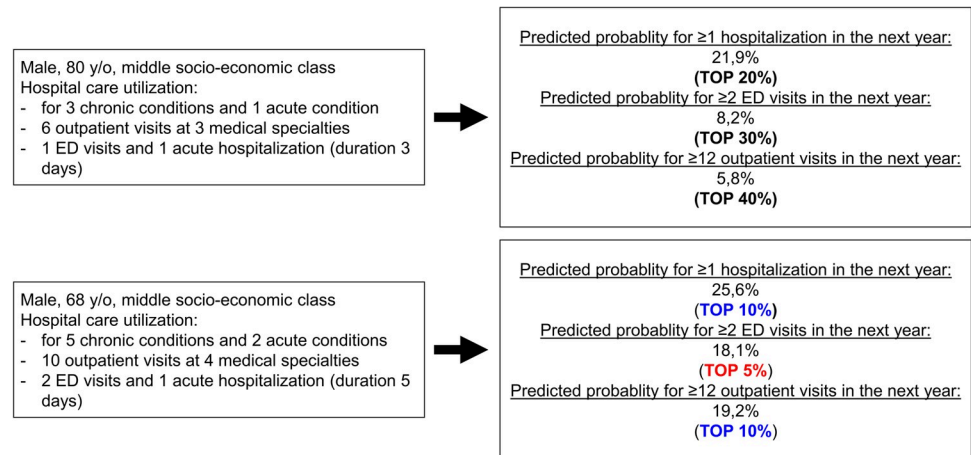 Male, 80 y/o, middle socio-economic class
Hospital care utilization:
- for 3 chronic conditions and 1 acute condition
- 6 outpatient visits at 3 medical specialties
- 1 ED visits and 1 acute hospitalization (duration 3
days)
Predicted probablity for ≥1 hospitalization in the next year:
21,9%
(TOP 20%)
Predicted probablity for ≥2 ED visits in the next year:
8,2%
(TOP 30%)
Predicted probablity for ≥12 outpatient visits in the next year:
5,8%
(TOP 40%)
Male, 68 y/o, middle socio-economic class
Hospital care utilization:
- for 5 chronic conditions and 2 acute conditions
- 10 outpatient visits at 4 medical specialties
- 2 ED visits and 1 acute hospitalization (duration 5
days)
Predicted probablity for ≥1 hospitalization in the next year:
25,6%
(TOP 10%)
Predicted probablity for ≥2 ED visits in the next year:
18,1%
(TOP 5%)
Predicted probablity for ≥12 outpatient visits in the next year:
19,2%
(TOP 10%)